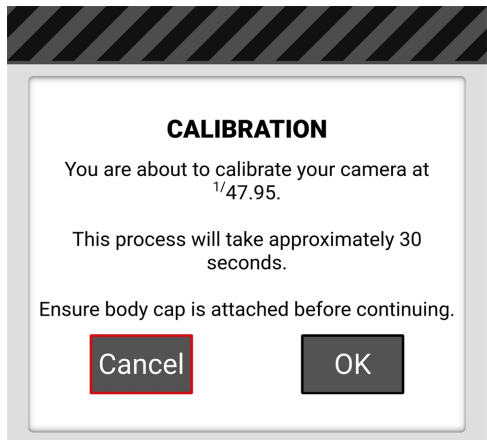 CALIBRATION
You are about to calibrate your camera at
1/47.95.
This process will take approximately 30
seconds.
Ensure body cap is attached before continuing.
Cancel
OK